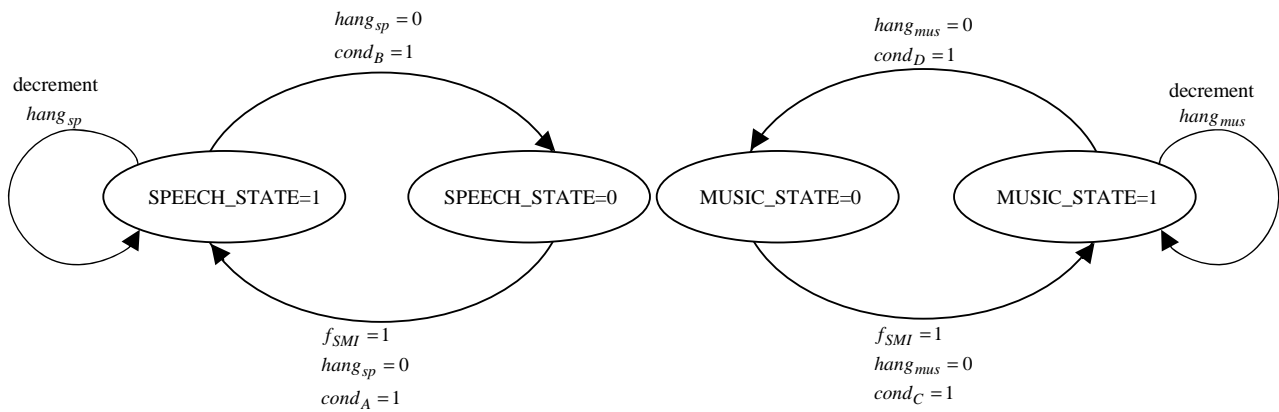 hang_sp = 0
cond_B = 1
decrement
hang_sp
SPEECH_STATE=1
SPEECH_STATE=0
f_SMI = 1
hang_sp = 0
cond_A = 1
hang_mus = 0
cond_D = 1
decrement
hang_mus
MUSIC_STATE=0
MUSIC_STATE=1
f_SMI = 1
hang_mus = 0
cond_C = 1